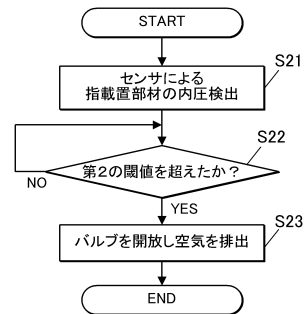 START
S21
センサによる
指載置部材の内圧検出
S22
第2の閾値を超えたか？
NO
YES
S23
バルブを開放し空気を排出
END